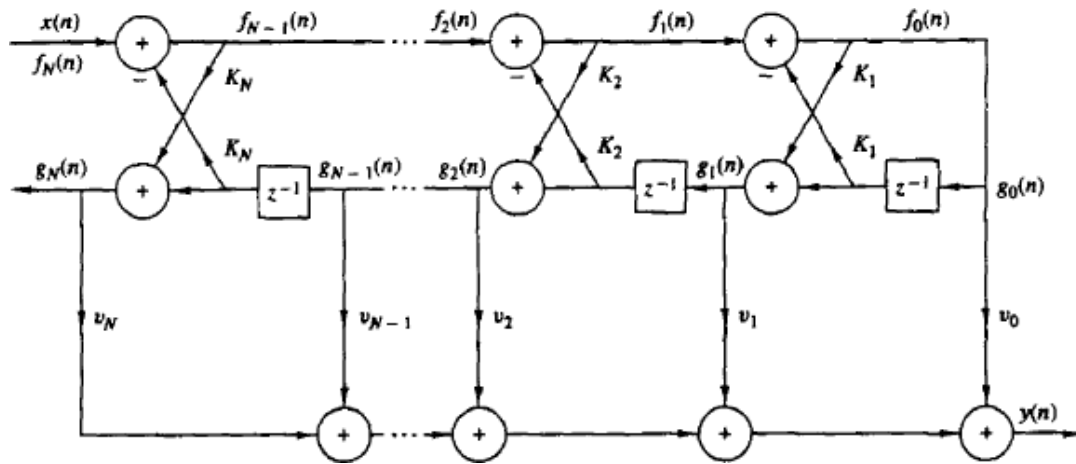 x(n) f_{N-1}(n) f_2(n) f_1(n) f_0(n)
+ ··· + +
f_N(n)
− K_N − K_2 − K_1
K_N K_2 K_1
g_N(n) g_{N-1}(n) g_2(n) g_1(n) g_0(n)
+ z^{-1} ··· + z^{-1} + z^{-1}
v_N v_{N-1} v_2 v_1 v_0
y(n)
+ ··· + + +